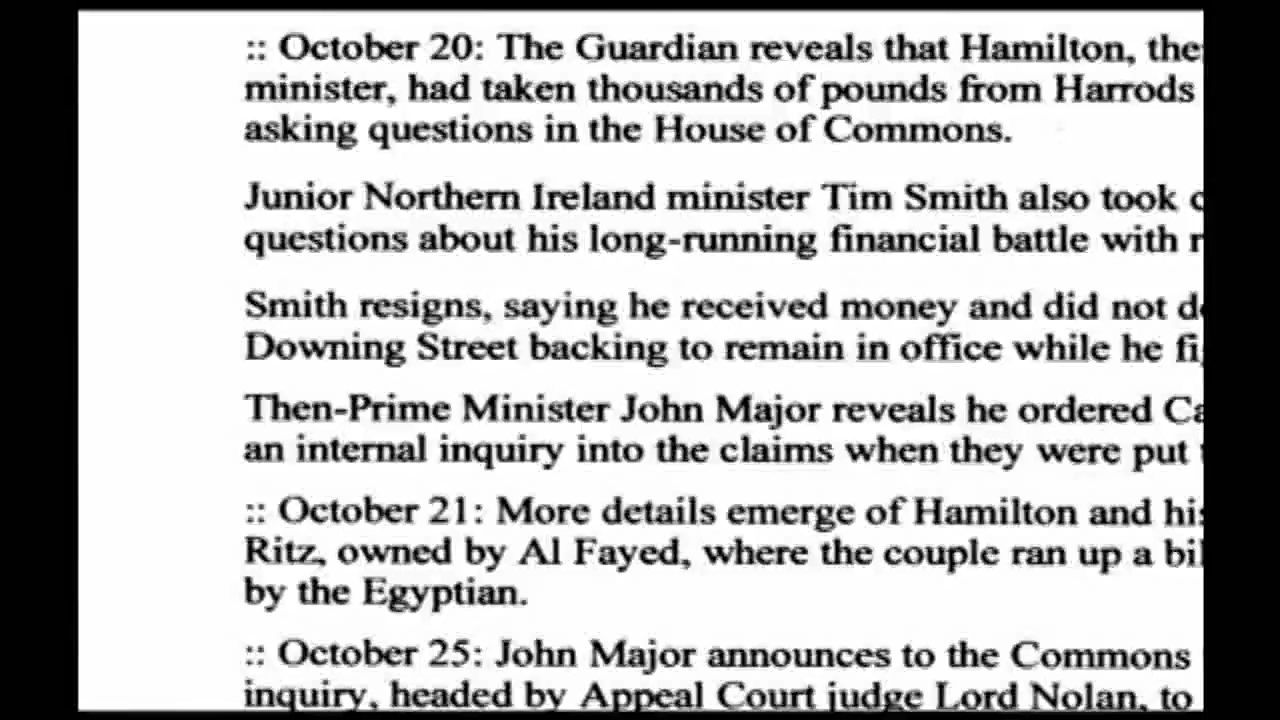 :: October 20: The Guardian reveals that Hamilton, the
minister, had taken thousands of pounds from Harrods
asking questions in the House of Commons.
Junior Northern Ireland minister Tim Smith also took
questions about his long-running financial battle with
Smith resigns, saying he received money and did not
Downing Street backing to remain in office while he
Then-Prime Minister John Major reveals he ordered
an internal inquiry into the claims when they were put
:: October 21: More details emerge of Hamilton and
Ritz, owned by Al Fayed, where the couple ran up a
by the Egyptian.
:: October 25: John Major announces to the Commons
inquiry, headed by Appeal Court judge Lord Nolan, to